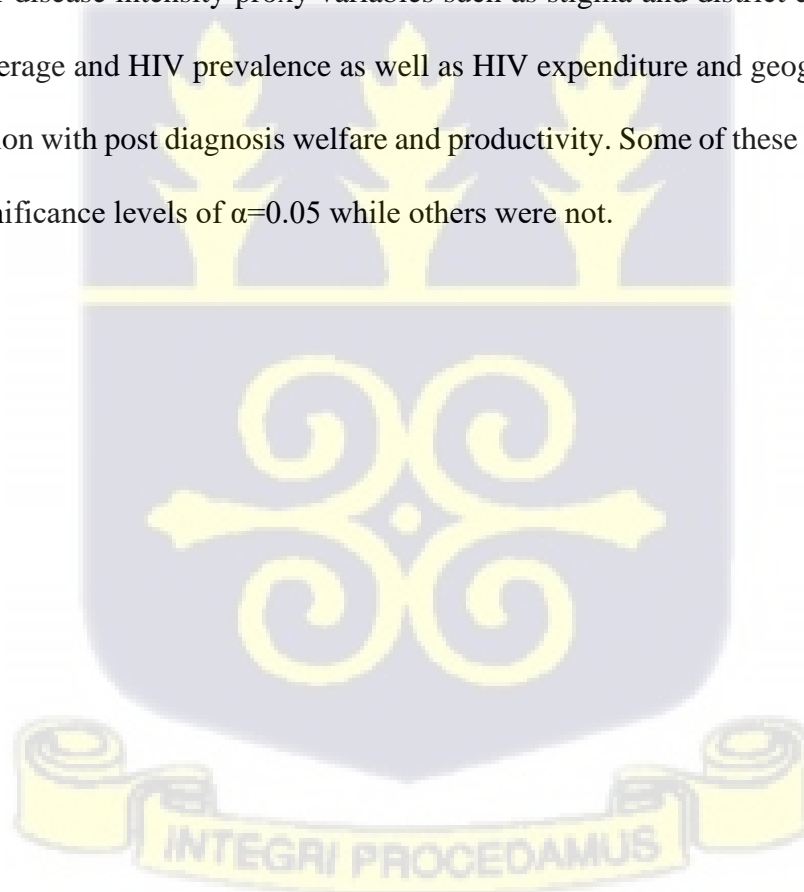 r disease intensity proxy variables such as stigma and district
erage and HIV prevalence as well as HIV expenditure and geog
ion with post diagnosis welfare and productivity. Some of these
nificance levels of α=0.05 while others were not.
INTEGRI PROCEDAMUS